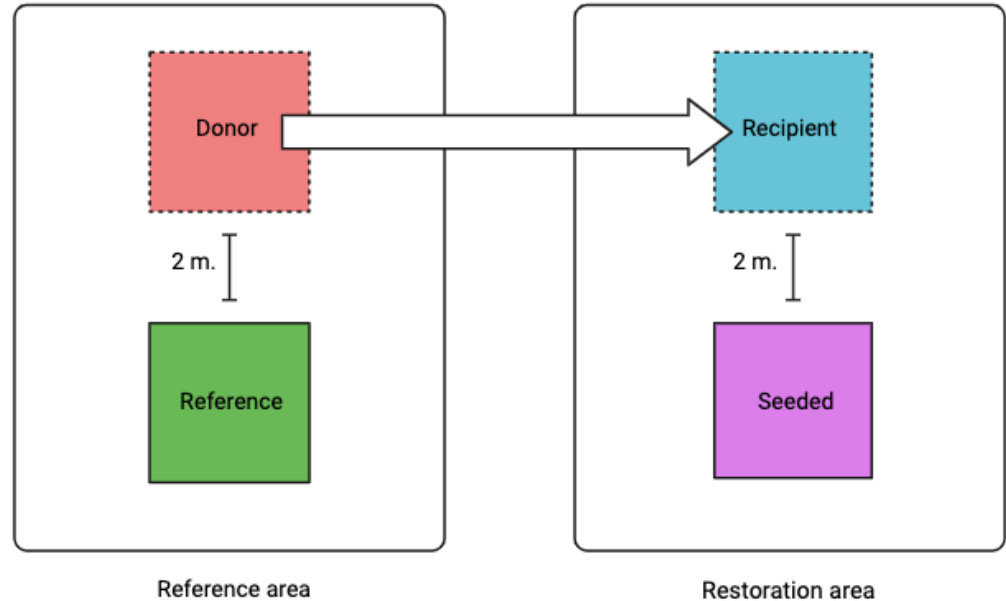 Donor
Recipient
2 m.
2 m.
Reference
Seeded
Reference area
Restoration area